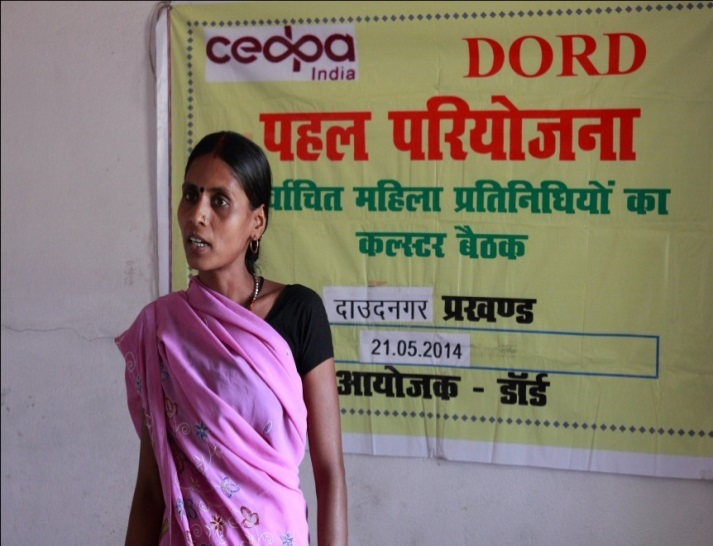 cedpa
India
DORD
पहल परियोजना
महिला प्रतिनिधियों का
कल्स्टर बैठक
दाउदनगर प्रखण्ड
21.05.2014
आयोजक - डॉर्ड